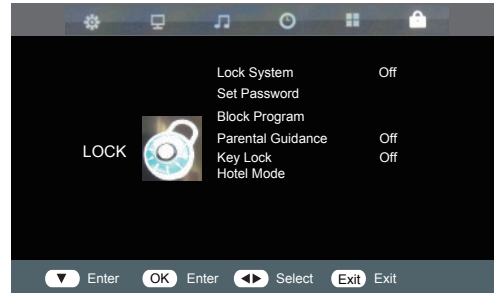 Lock System Off
Set Password
Block Program
LOCK
Parental Guidance Off
Key Lock Off
Hotel Mode
▼ Enter OK Enter ◀▶ Select Exit Exit